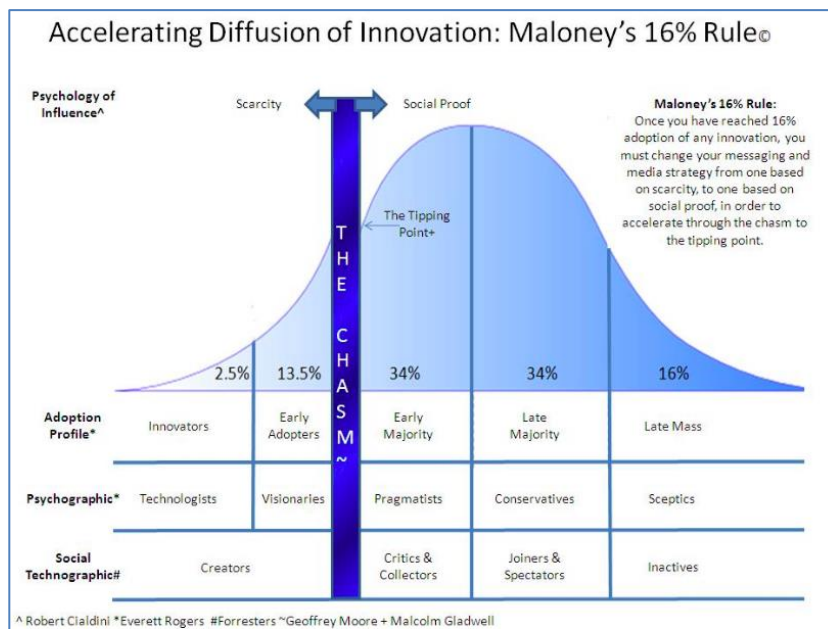 Accelerating Diffusion of Innovation: Maloney's 16% Rule©
Psychology of
Influence^
Scarcity
Social Proof
Maloney's 16% Rule:
Once you have reached 16%
adoption of any innovation, you
must change your messaging and
media strategy from one based
on scarcity, to one based on
social proof, in order to
accelerate through the chasm to
the tipping point.
The Tipping
Point+
THE CHASM~
2.5%
13.5%
34%
34%
16%
Adoption
Profile*
Innovators
Early
Adopters
Early
Majority
Late
Majority
Late Mass
Psychographic*
Technologists
Visionaries
Pragmatists
Conservatives
Sceptics
Social
Technographic#
Creators
Critics &
Collectors
Joiners &
Spectators
Inactives
^ Robert Cialdini *Everett Rogers #Forresters ~Geoffrey Moore + Malcolm Gladwell